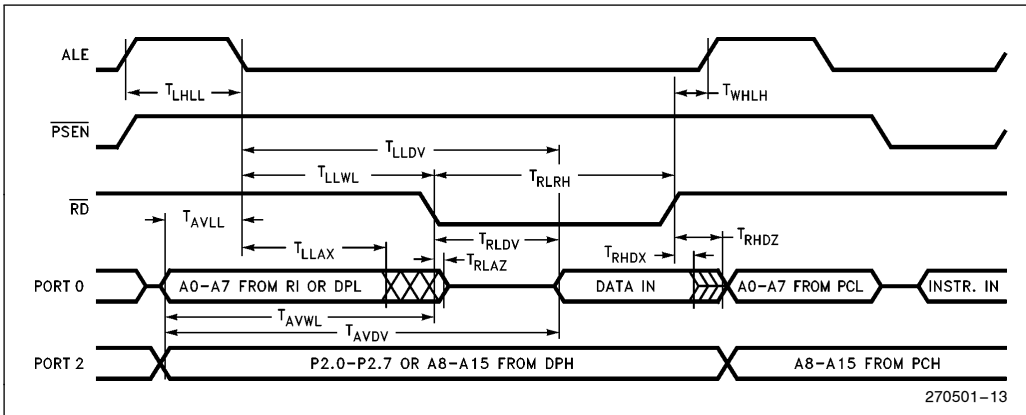 ALE
T_LHLL
T_WHLH
PSEN
T_LLDV
T_LLWL
T_RLRH
RD
T_AVLL
T_RLDV
T_RHDZ
T_LLAX
T_RLAZ
T_RHDX
PORT 0
A0–A7 FROM RI OR DPL
DATA IN
A0–A7 FROM PCL
INSTR. IN
T_AVWL
T_AVDV
PORT 2
P2.0–P2.7 OR A8–A15 FROM DPH
A8–A15 FROM PCH
270501–13